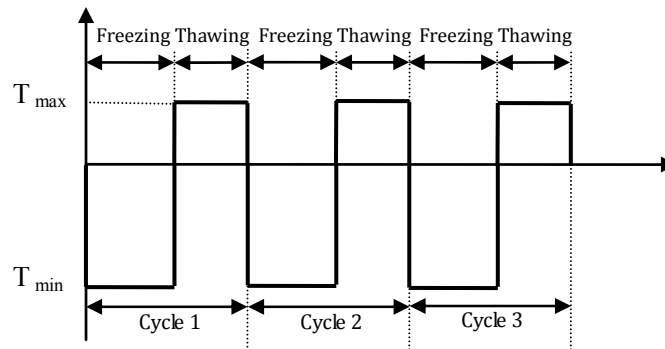 Freezing Thawing Freezing Thawing Freezing Thawing
T max
T min
Cycle 1 Cycle 2 Cycle 3